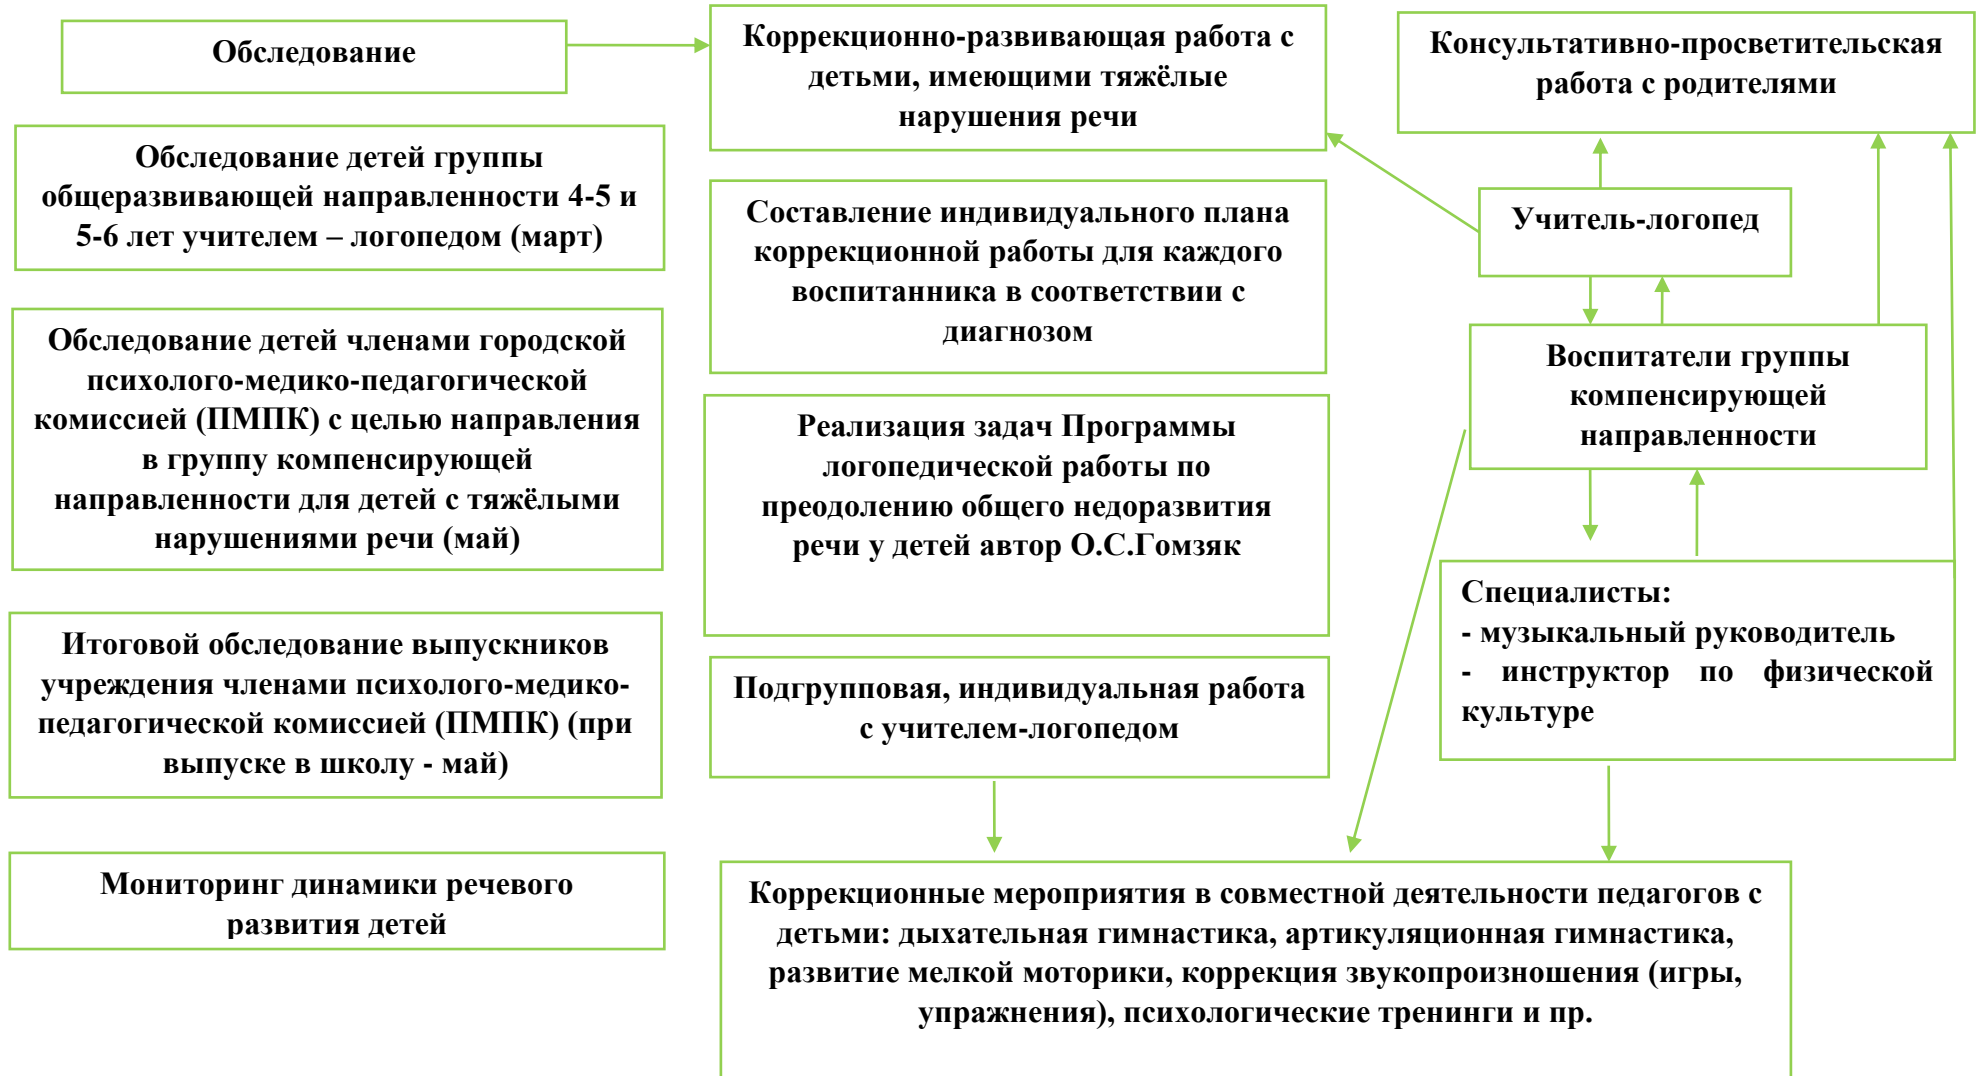 Обследование
Обследование детей группы
общеразвивающей направленности 4-5 и
5-6 лет учителем – логопедом (март)
Обследование детей членами городской
психолого-медико-педагогической
комиссией (ПМПК) с целью направления
в группу компенсирующей
направленности для детей с тяжёлыми
нарушениями речи (май)
Итоговой обследование выпускников
учреждения членами психолого-медико-
педагогической комиссией (ПМПК) (при
выпуске в школу - май)
Мониторинг динамики речевого
развития детей
Коррекционно-развивающая работа с
детьми, имеющими тяжёлые
нарушения речи
Составление индивидуального плана
коррекционной работы для каждого
воспитанника в соответствии с
диагнозом
Реализация задач Программы
логопедической работы по
преодолению общего недоразвития
речи у детей автор О.С.Гомзяк
Подгрупповая, индивидуальная работа
с учителем-логопедом
Консультативно-просветительская
работа с родителями
Учитель-логопед
Воспитатели группы
компенсирующей
направленности
Специалисты:
- музыкальный руководитель
- инструктор по физической
культуре
Коррекционные мероприятия в совместной деятельности педагогов с
детьми: дыхательная гимнастика, артикуляционная гимнастика,
развитие мелкой моторики, коррекция звукопроизношения (игры,
упражнения), психологические тренинги и пр.